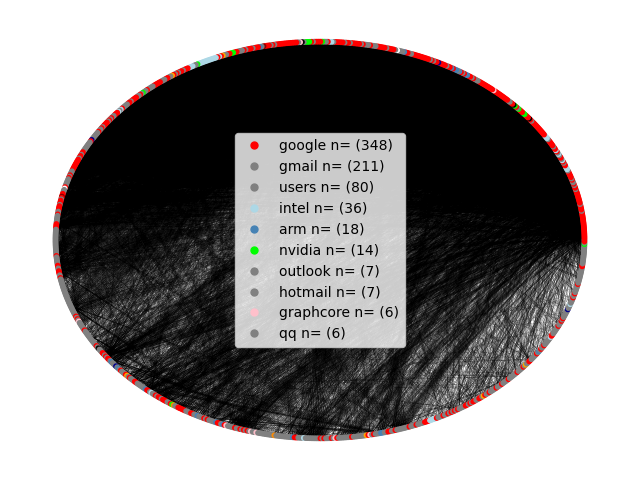 google n= (348)
gmail n= (211)
users n= (80)
intel n= (36)
arm n= (18)
nvidia n= (14)
outlook n= (7)
hotmail n= (7)
graphcore n= (6)
qq n= (6)